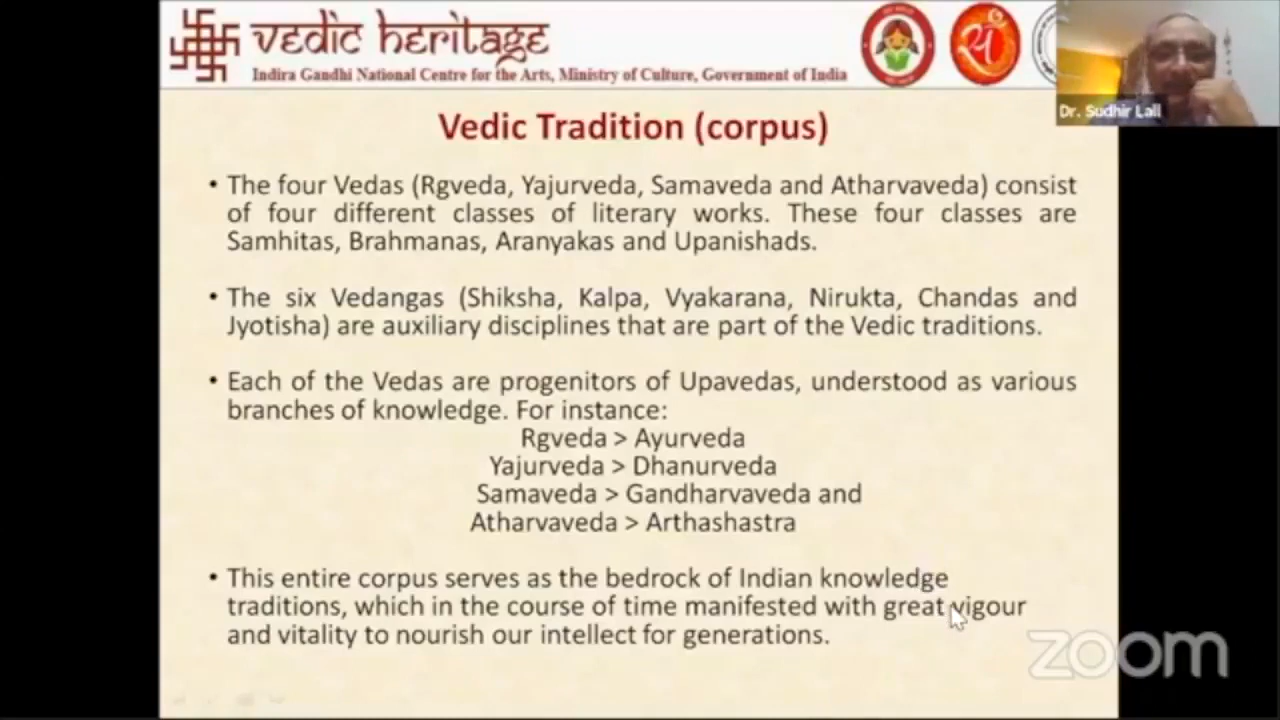 vedic heritage
Indira Gandhi National Centre for the Arts, Ministry of Culture, Government of India
Dr. Sudhir Lall
Vedic Tradition (corpus)
• The four Vedas (Rgveda, Yajurveda, Samaveda and Atharvaveda) consist
of four different classes of literary works. These four classes are
Samhitas, Brahmanas, Aranyakas and Upanishads.
• The six Vedangas (Shiksha, Kalpa, Vyakarana, Nirukta, Chandas and
Jyotisha) are auxiliary disciplines that are part of the Vedic traditions.
• Each of the Vedas are progenitors of Upavedas, understood as various
branches of knowledge. For instance:
Rgveda > Ayurveda
Yajurveda > Dhanurveda
Samaveda > Gandharvaveda and
Atharvaveda > Arthashastra
• This entire corpus serves as the bedrock of Indian knowledge
traditions, which in the course of time manifested with great vigour
and vitality to nourish our intellect for generations.
zoom